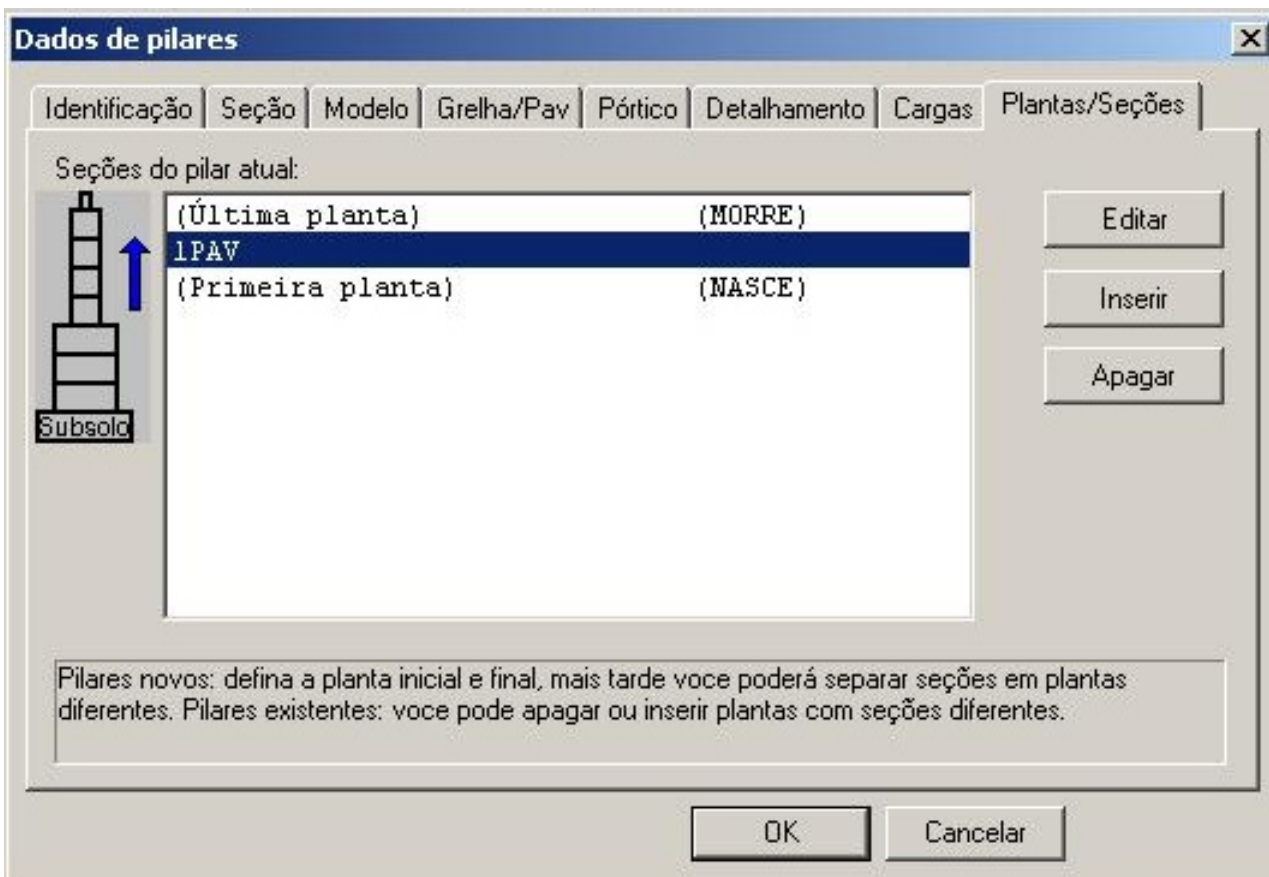 Dados de pilares
Identificação Seção Modelo Grelha/Pav Pórtico Detalhamento Cargas Plantas/Seções
Seções do pilar atual:
(Última planta) (MORRE)
1PAV
(Primeira planta) (NASCE)
Subsolo
Editar
Inserir
Apagar
Pilares novos: defina a planta inicial e final, mais tarde voce poderá separar seções em plantas
diferentes. Pilares existentes: voce pode apagar ou inserir plantas com seções diferentes.
OK Cancelar